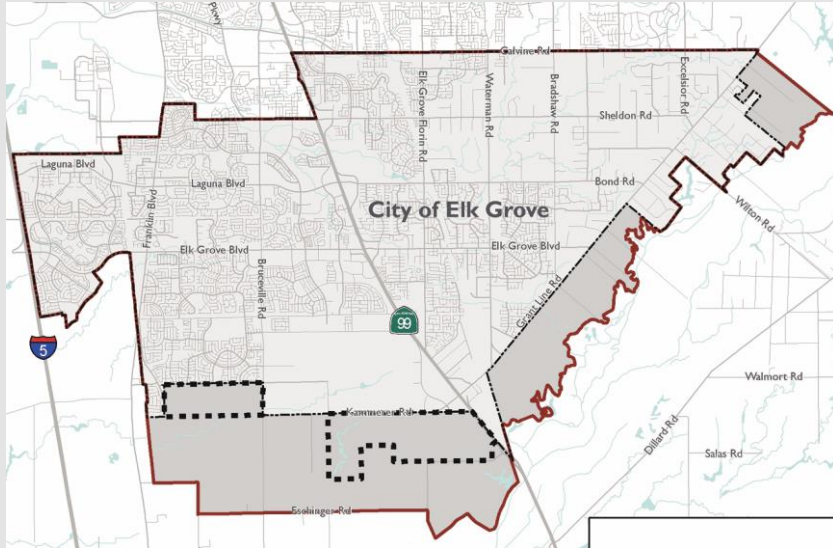 Pkwy
Calvine Rd
Elk Grove Florin Rd
Waterman Rd
Bradshaw Rd
Excelsior Rd
Sheldon Rd
Laguna Blvd
Laguna Blvd
Bond Rd
Franklin Blvd
City of Elk Grove
Wilton Rd
Elk Grove Blvd
Elk Grove Blvd
Bruceville Rd
Grant Line Rd
99
5
Walmort Rd
Kammerer Rd
Dillard Rd
Salas Rd
Eschinger Rd